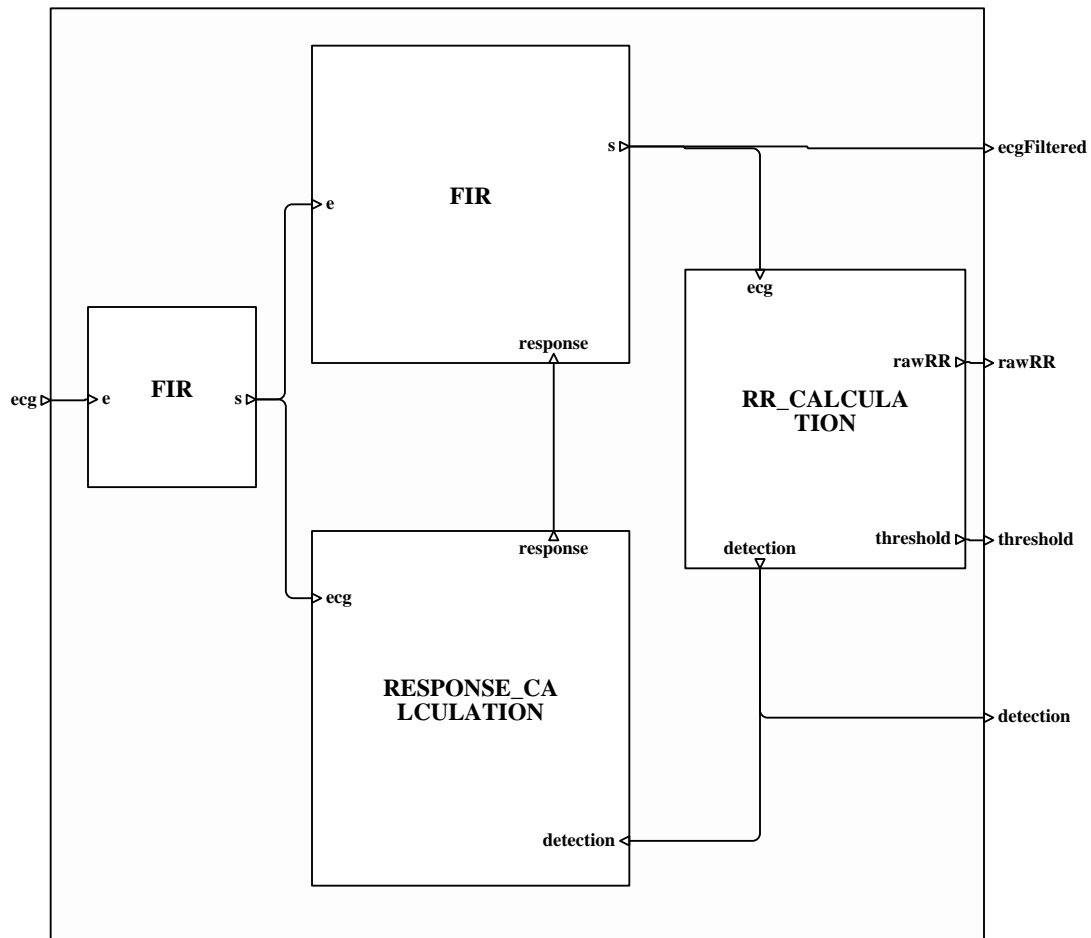 s
ecgFiltered
FIR
e
ecg
response
rawRR
rawRR
FIR
ecg
e
s
RR_CALCULA
TION
threshold
threshold
response
detection
ecg
RESPONSE_CA
LCULATION
detection
detection